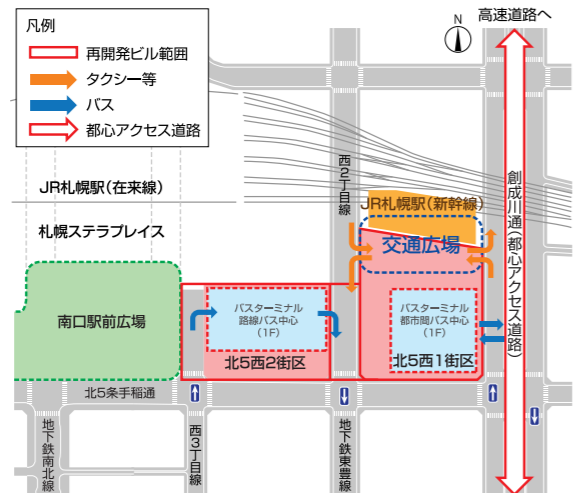 凡例
再開発ビル範囲
タクシー等
バス
都心アクセス道路
N
高速道路へ
JR札幌駅(在来線)
札幌ステラプレイス
西2丁目線
JR札幌駅(新幹線)
交通広場
創成川通(都心アクセス道路)
南口駅前広場
バスターミナル
路線バス中心
(1F)
バスターミナル
都市間バス中心
(1F)
北5西2街区
北5西1街区
北5条手稲通
地下鉄南北線
西3丁目線
地下鉄東豊線